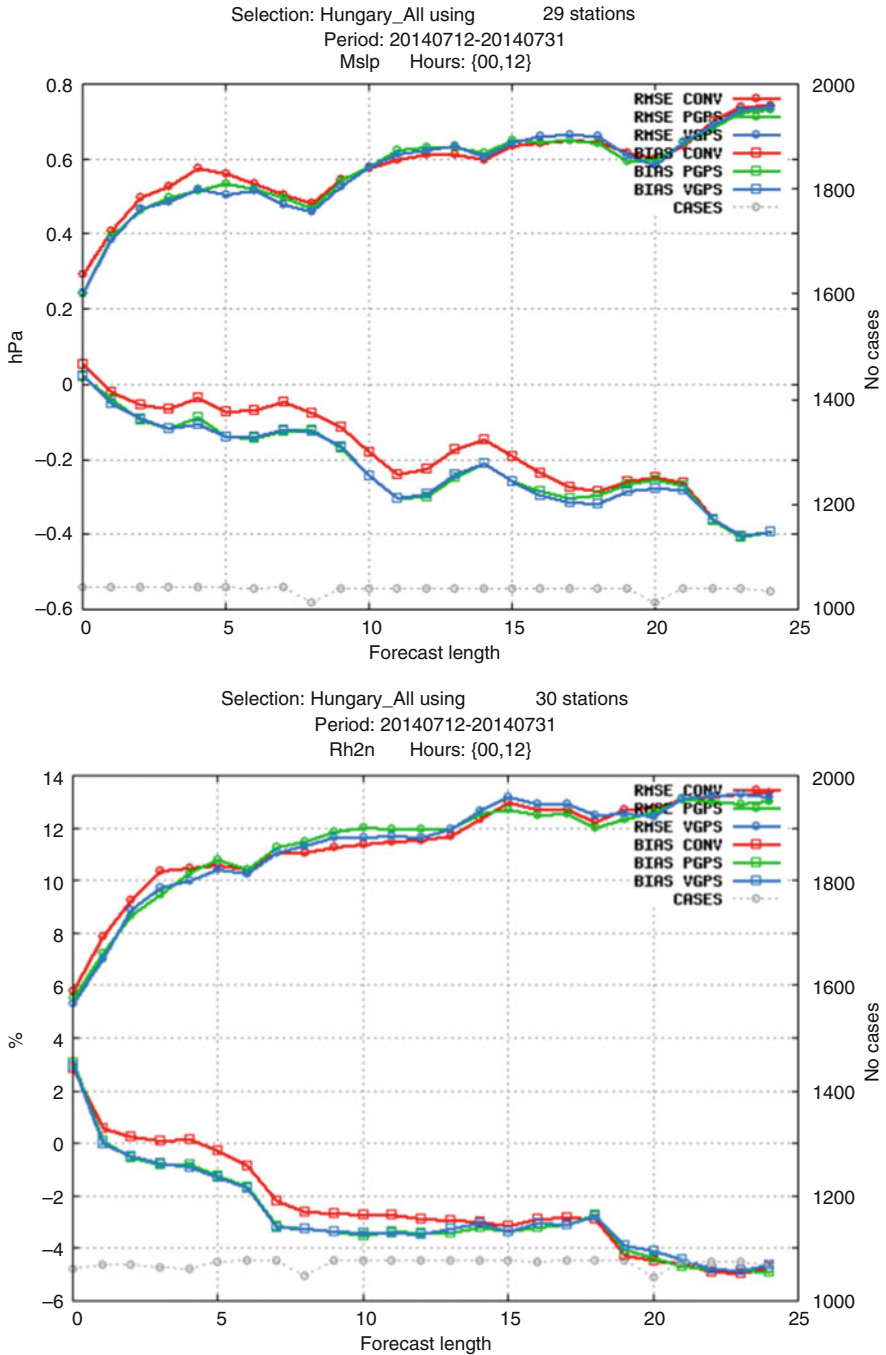 Selection: Hungary_All using 29 stations
Period: 20140712-20140731
Mslp Hours: {00,12}
0.8
0.6
0.4
0.2
0
–0.2
–0.4
–0.6
hPa
2000
1800
1600
1400
1200
1000
No cases
RMSE CONV
RMSE PGPS
RMSE VGPS
BIAS CONV
BIAS PGPS
BIAS VGPS
CASES
0 5 10 15 20 25
Forecast length
Selection: Hungary_All using 30 stations
Period: 20140712-20140731
Rh2n Hours: {00,12}
14
12
10
8
6
4
2
0
–2
–4
–6
%
2000
1800
1600
1400
1200
1000
No cases
RMSE CONV
RMSE PGPS
RMSE VGPS
BIAS CONV
BIAS PGPS
BIAS VGPS
CASES
0 5 10 15 20 25
Forecast length